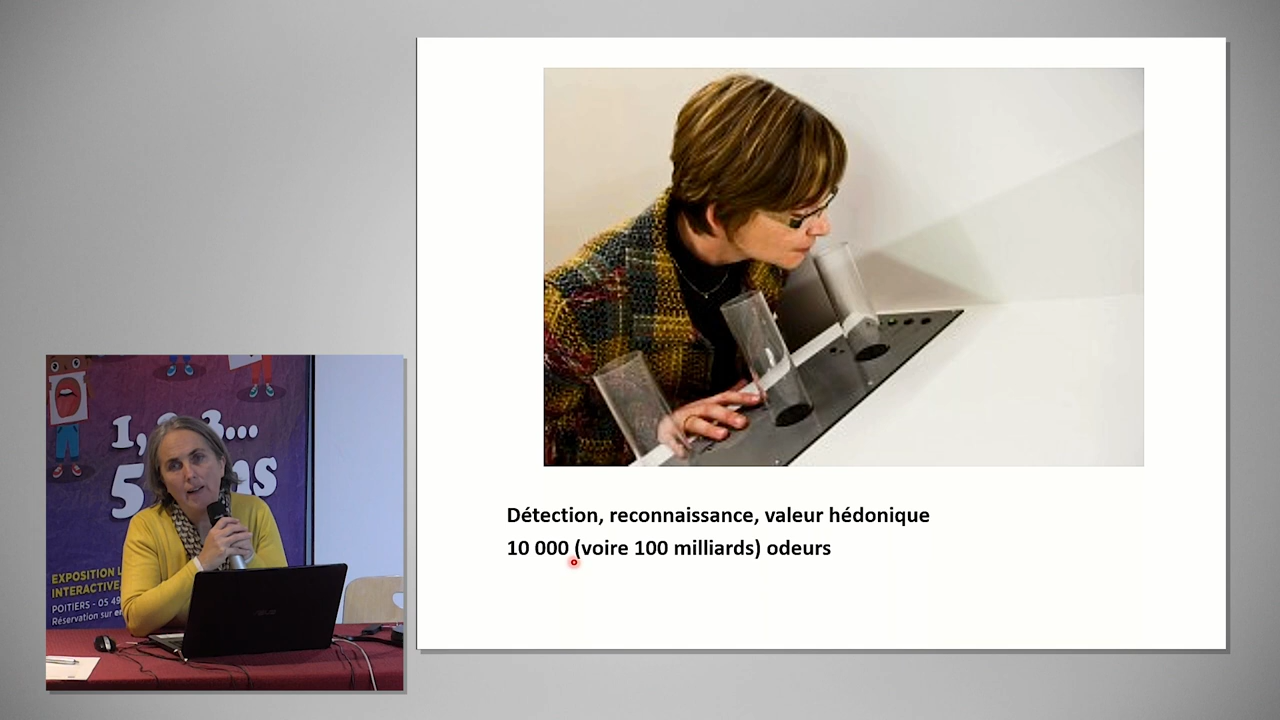 1, 2, 3...
5
EXPOSITION
INTERACTIVE
POITIERS - 05 49
Réservation sur
ASUS
Détection, reconnaissance, valeur hédonique
10 000 (voire 100 milliards) odeurs